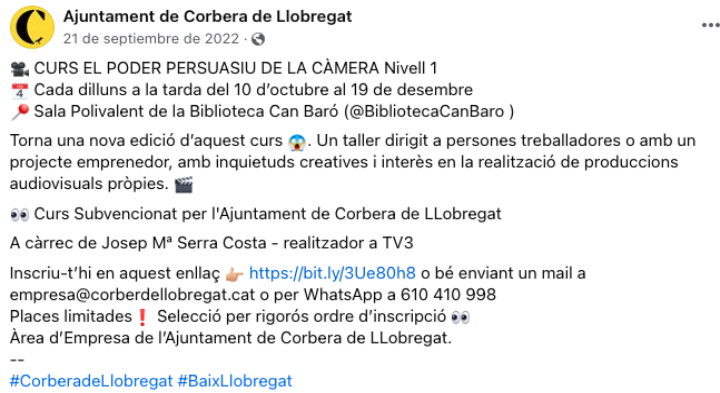 Ajuntament de Corbera de Llobregat
21 de septiembre de 2022 ·
🎥 CURS EL PODER PERSUASIU DE LA CÀMERA Nivell 1
📅 Cada dilluns a la tarda del 10 d’octubre al 19 de desembre
📍 Sala Polivalent de la Biblioteca Can Baró (@BibliotecaCanBaro )
Torna una nova edició d’aquest curs 😱. Un taller dirigit a persones treballadores o amb un
projecte emprenedor, amb inquietuds creatives i interès en la realització de produccions
audiovisuals pròpies. 🎬
👀 Curs Subvencionat per l'Ajuntament de Corbera de LLobregat
A càrrec de Josep Mª Serra Costa - realitzador a TV3
Inscriu-t’hi en aquest enllaç 👉🏼 https://bit.ly/3Ue80h8 o bé enviant un mail a
empresa@corberdellobregat.cat o per WhatsApp a 610 410 998
Places limitades❗ Selecció per rigorós ordre d’inscripció 👀
Àrea d’Empresa de l’Ajuntament de Corbera de LLobregat.
--
#CorberadeLlobregat #BaixLlobregat